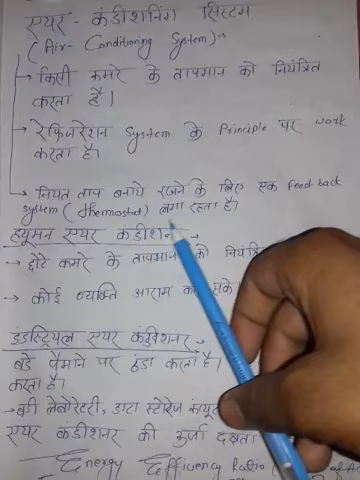 एयर - कंडीशनिंग सिस्टम
(Air - Conditioning System) →
→ किसी कमरे के तापमान को नियंत्रित
करता है।
→ रेफ्रिजरेशन System के Principle पर work
करता है।
→ नियत ताप बनाये रखने के लिए एक Feed-back
system (thermostat) लगा रहता है।
ह्यूमन एयर कंडीशन →
→ छोटे कमरे के तापमान को
→ कोई व्यक्ति आराम कर सके।
इंडस्ट्रियल एयर कंडीशनर →
बडे पैमाने पर ठंडा करता है।
करता है।
→ बडी लेबोरेटरी, डाटा स्टोरेज
एयर कंडीशनर की ऊर्जा दक्षता
Energy Efficiency Ratio (